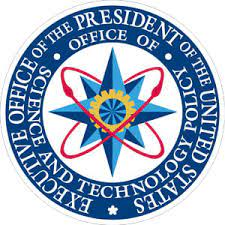 EXECUTIVE OFFICE OF THE PRESIDENT OF THE UNITED STATES
OFFICE OF
SCIENCE AND TECHNOLOGY POLICY